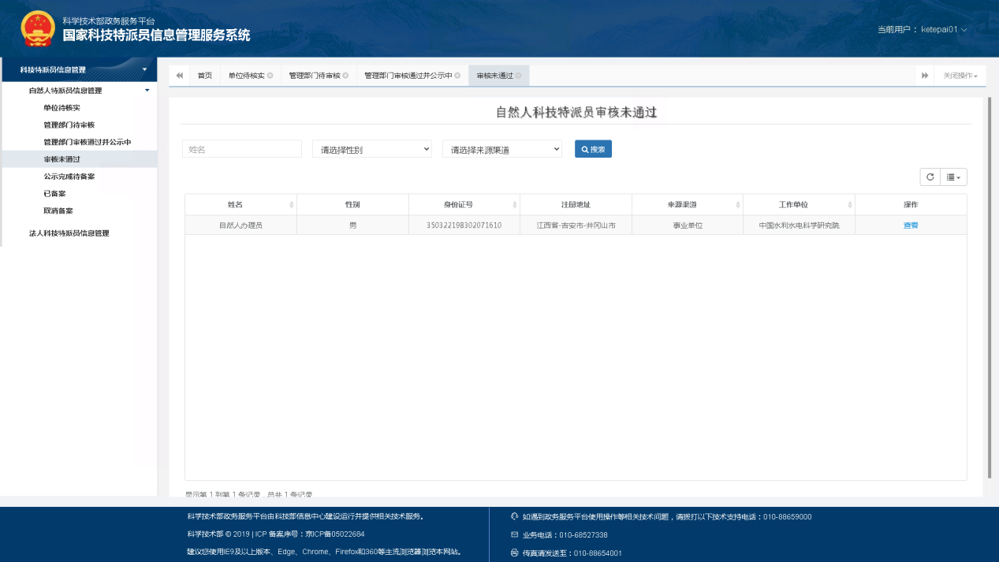 科学技术部政务服务平台
国家科技特派员信息管理服务系统
当前用户： ketepai01
科技特派员信息管理
自然人特派员信息管理
单位待核实
管理部门待审核
管理部门审核通过并公示中
审核未通过
公示完成待备案
已备案
取消备案
法人科技特派员信息管理
首页 单位待核实 管理部门待审核 管理部门审核通过并公示中 审核未通过 关闭操作
自然人科技特派员审核未通过
姓名 请选择性别 请选择来源渠道 搜索
姓名 性别 身份证号 注册地址 来源渠道 工作单位 操作
自然人办理员 男 350322198302071610 江西省-吉安市-井冈山市 事业单位 中国水利水电科学研究院 查看
显示第 1 到第 1 条记录，总共 1 条记录
科学技术部政务服务平台由科技部信息中心建设运行并提供相关技术服务。
科学技术部 © 2019 | ICP 备案序号：京ICP备05022684
建议您使用IE9及以上版本、Edge、Chrome、Firefox和360等主流浏览器浏览本网站。
如遇到政务服务平台使用操作等相关技术问题，请拨打以下技术支持电话：010-88659000
业务电话：010-68527338
传真请发送至：010-88654001